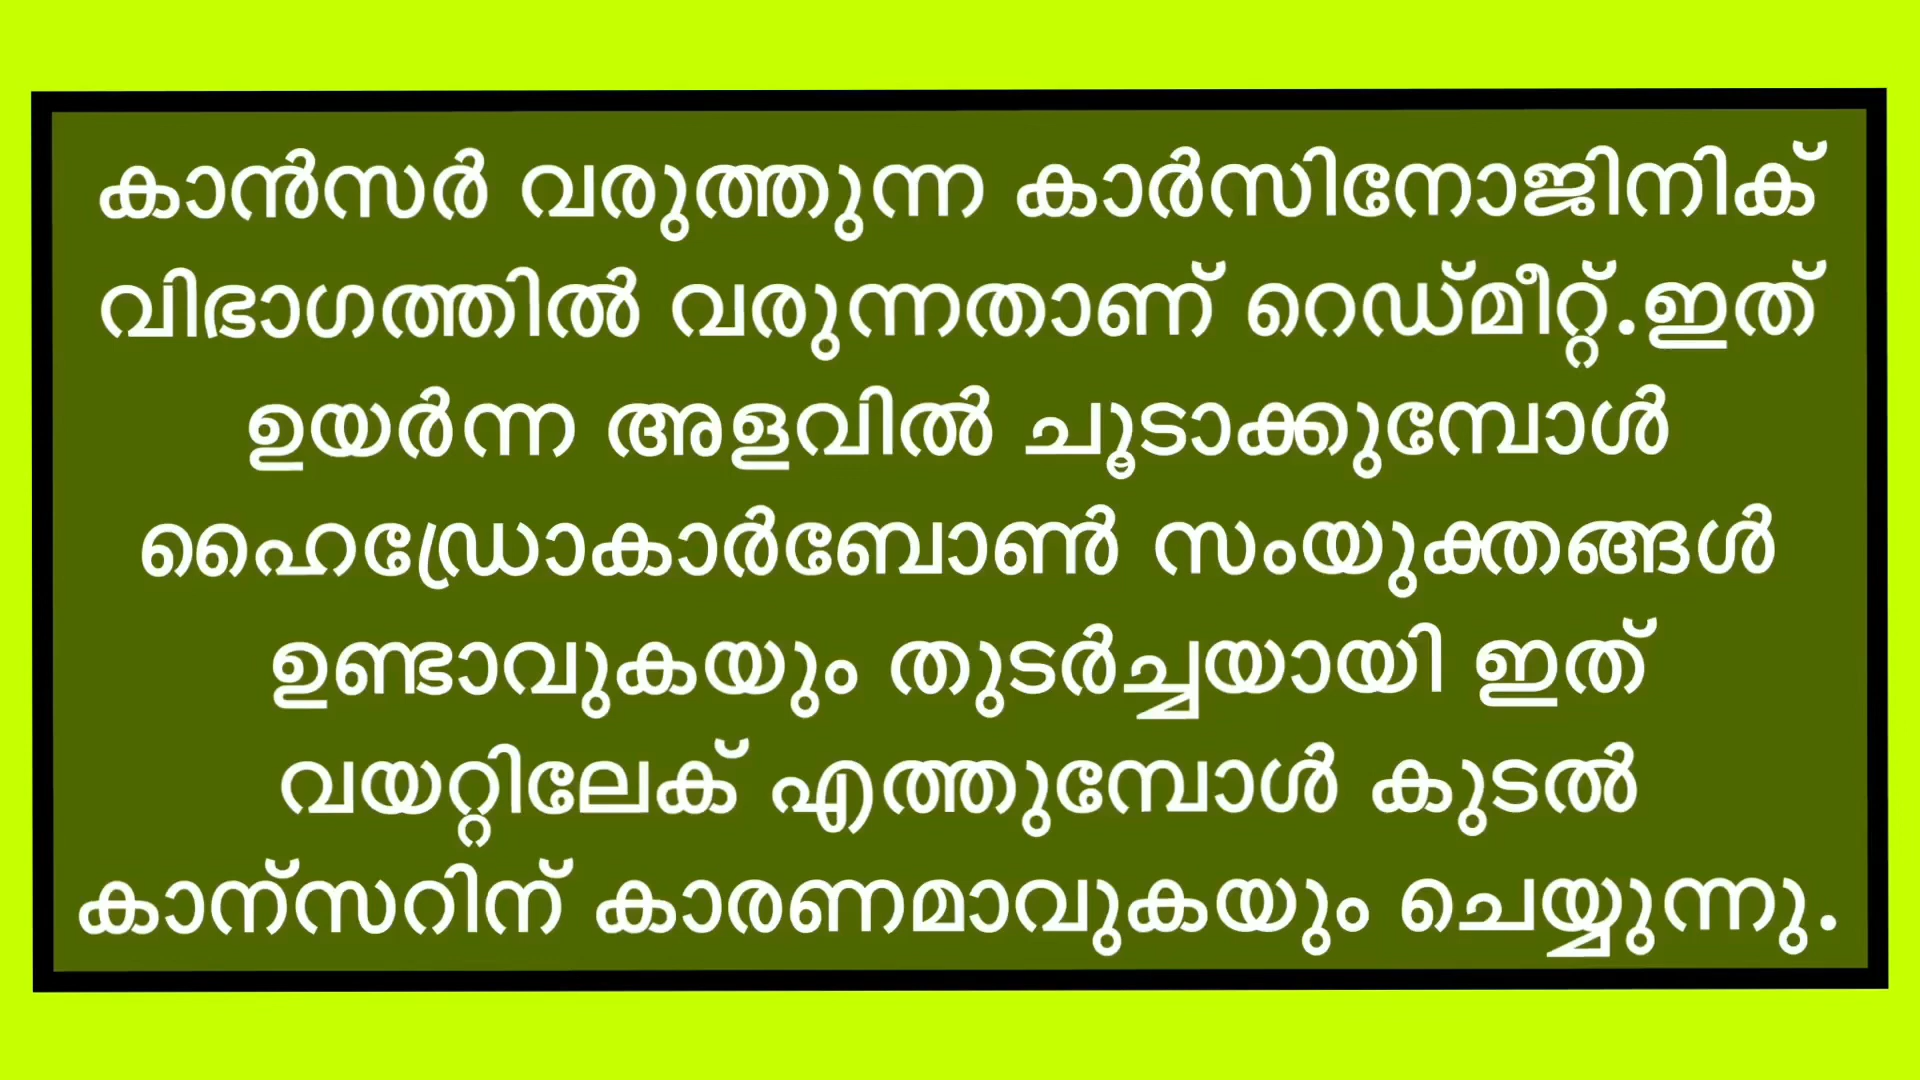 കാൻസർ വരുത്തുന്ന കാർസിനോജിനിക്
വിഭാഗത്തിൽ വരുന്നതാണ് റെഡ്മീറ്റ്.ഇത്
ഉയർന്ന അളവിൽ ചൂടാക്കുമ്പോൾ
ഹൈഡ്രോകാർബോൺ സംയുക്തങ്ങൾ
ഉണ്ടാവുകയും തുടർച്ചയായി ഇത്
വയറ്റിലേക് എത്തുമ്പോൾ കുടൽ
കാന്സറിന് കാരണമാവുകയും ചെയ്യുന്നു.